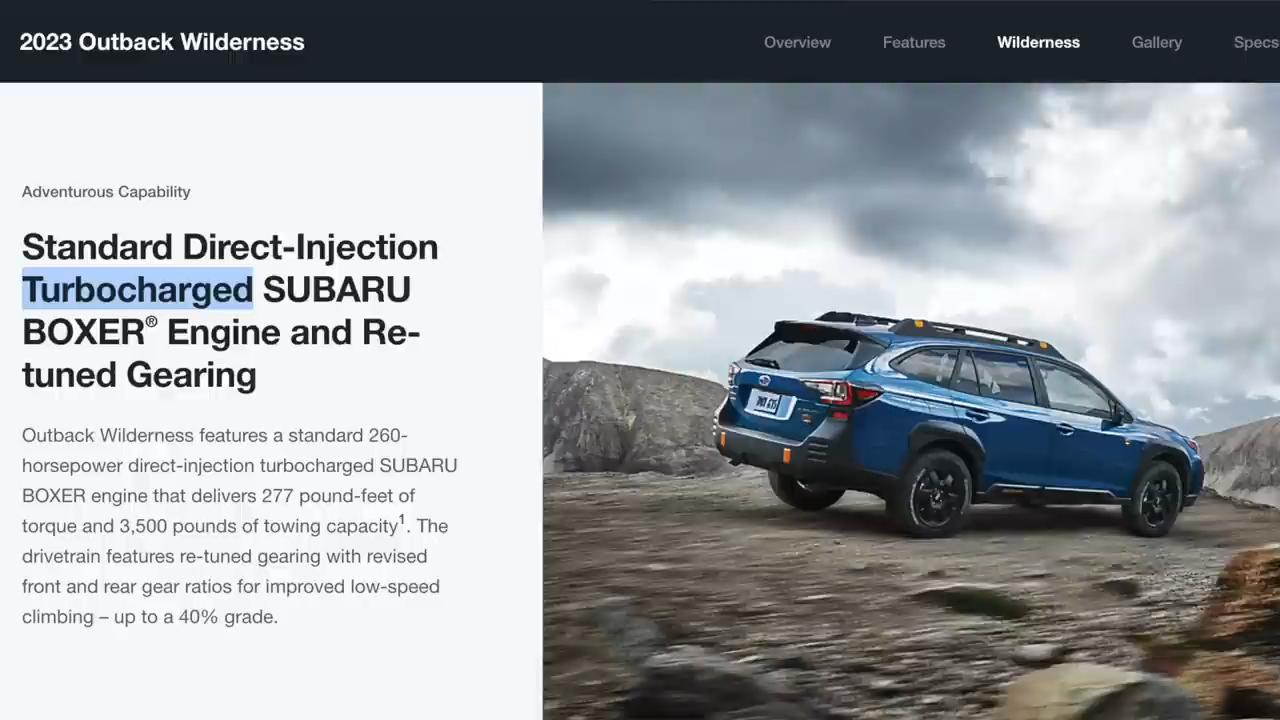 2023 Outback Wilderness
Overview Features Wilderness Gallery Specs
Adventurous Capability
Standard Direct-Injection
Turbocharged SUBARU
BOXER® Engine and Re-
tuned Gearing
Outback Wilderness features a standard 260-
horsepower direct-injection turbocharged SUBARU
BOXER engine that delivers 277 pound-feet of
torque and 3,500 pounds of towing capacity¹. The
drivetrain features re-tuned gearing with revised
front and rear gear ratios for improved low-speed
climbing – up to a 40% grade.